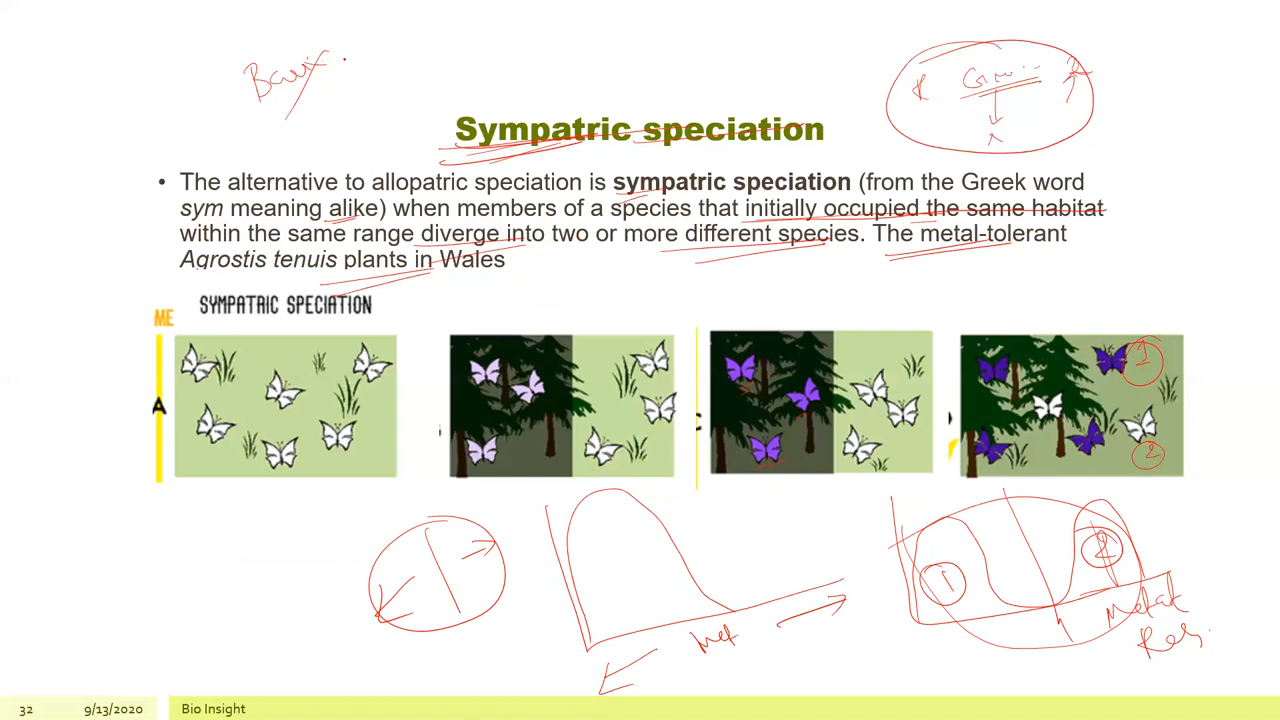 Sympatric speciation
• The alternative to allopatric speciation is sympatric speciation (from the Greek word
sym meaning alike) when members of a species that initially occupied the same habitat
within the same range diverge into two or more different species. The metal-tolerant
Agrostis tenuis plants in Wales
SYMPATRIC SPECIATION
ME
A
1
2
1
2
Met
Metal
Res.
32 9/13/2020 Bio Insight